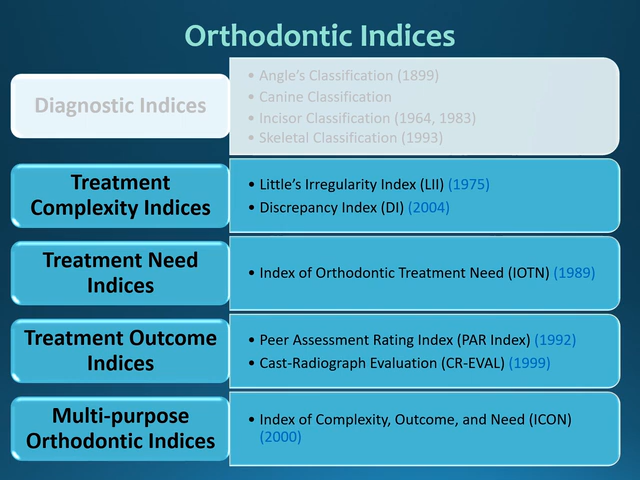 Orthodontic Indices
Diagnostic Indices
• Angle's Classification (1899)
• Canine Classification
• Incisor Classification (1964, 1983)
• Skeletal Classification (1993)
Treatment
Complexity Indices
• Little's Irregularity Index (LII) (1975)
• Discrepancy Index (DI) (2004)
Treatment Need
Indices
• Index of Orthodontic Treatment Need (IOTN) (1989)
Treatment Outcome
Indices
• Peer Assessment Rating Index (PAR Index) (1992)
• Cast-Radiograph Evaluation (CR-EVAL) (1999)
Multi-purpose
Orthodontic Indices
• Index of Complexity, Outcome, and Need (ICON)
(2000)